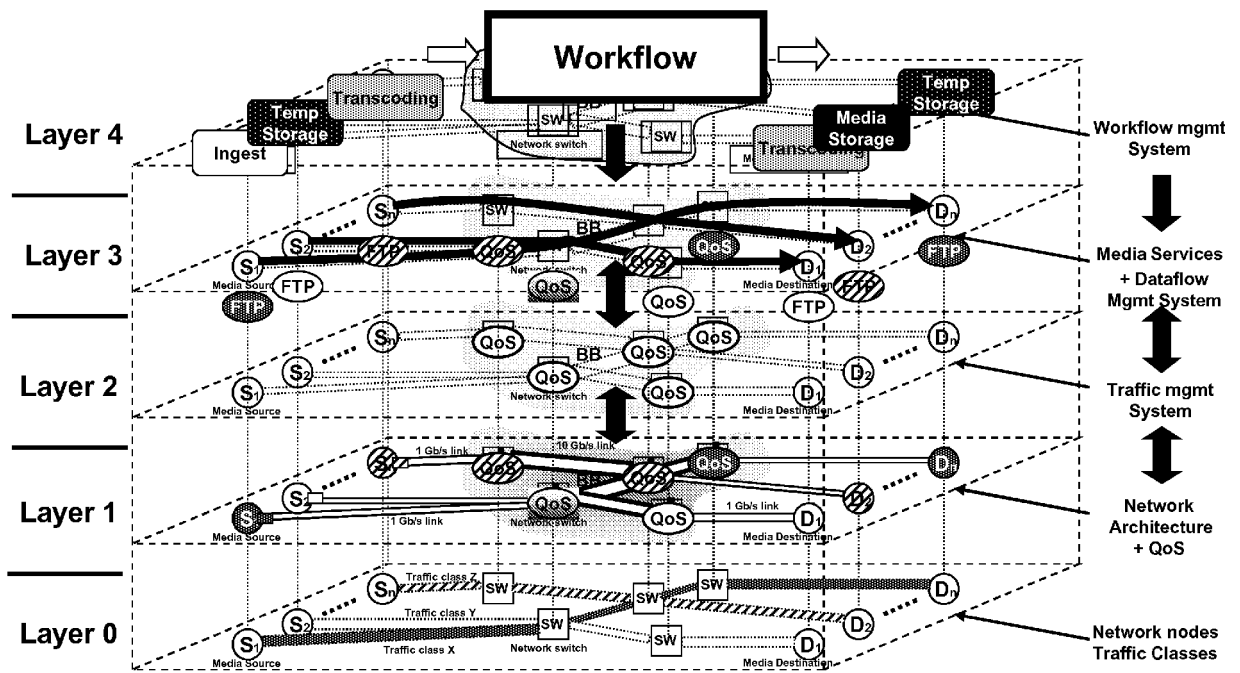 Workflow
Layer 4
Ingest
Temp
Storage
Transcoding
BB
SW
SW
Network switch
Transcoding
Media
Storage
Temp
Storage
Workflow mgmt
System
Layer 3
S1
S2
Sn
Media Source
FTP
FTP
FTP
SW
QoS
BB
Network switch
QoS
QoS
QoS
QoS
D1
D2
Dn
Media Destination
FTP
FTP
FTP
Media Services
+ Dataflow
Mgmt System
Layer 2
S1
S2
Sn
Media Source
QoS
BB
QoS
Network switch
QoS
QoS
QoS
D1
D2
Dn
Media Destination
Traffic mgmt
System
Layer 1
S
S2
S
Media Source
1 Gb/s link
10 Gb/s link
1 Gb/s link
QoS
BB
QoS
Network switch
QoS
QoS
QoS
1 Gb/s link
D1
D2
Dn
Media Destination
Network
Architecture
+ QoS
Layer 0
S1
S2
Sn
Media Source
Traffic class Z
Traffic class Y
Traffic class X
SW
SW
Network switch
SW
SW
SW
D1
D2
Dn
Media Destination
Network nodes
Traffic Classes